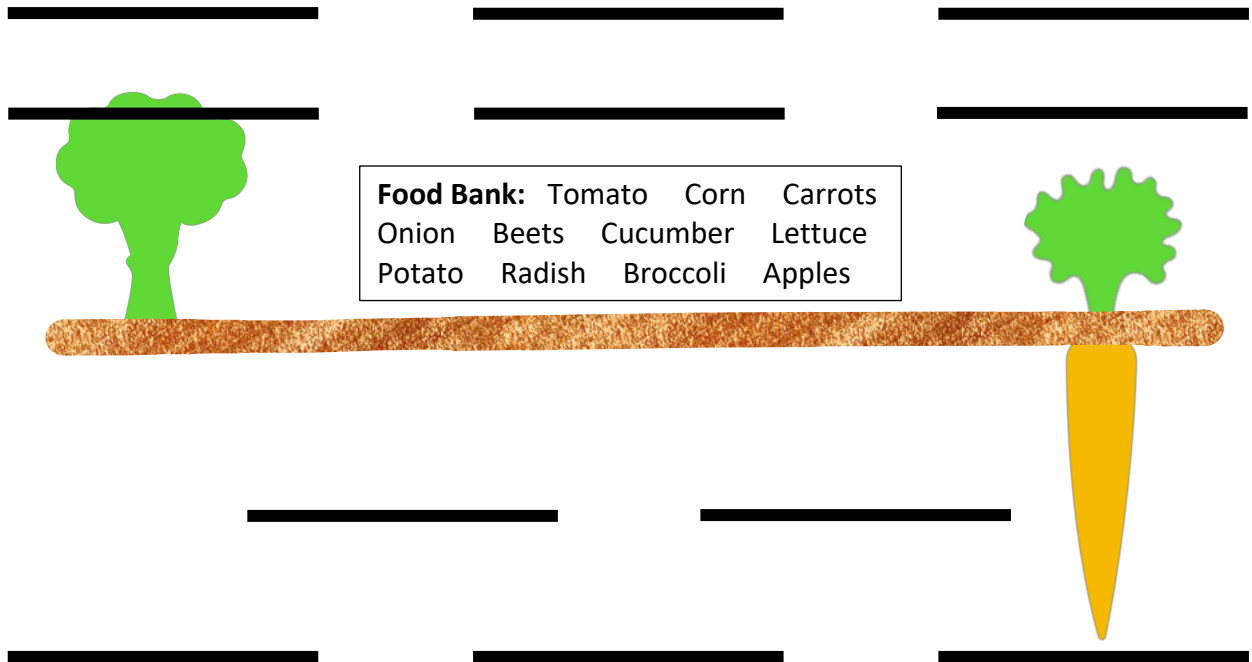 Food Bank: Tomato Corn Carrots
Onion Beets Cucumber Lettuce
Potato Radish Broccoli Apples